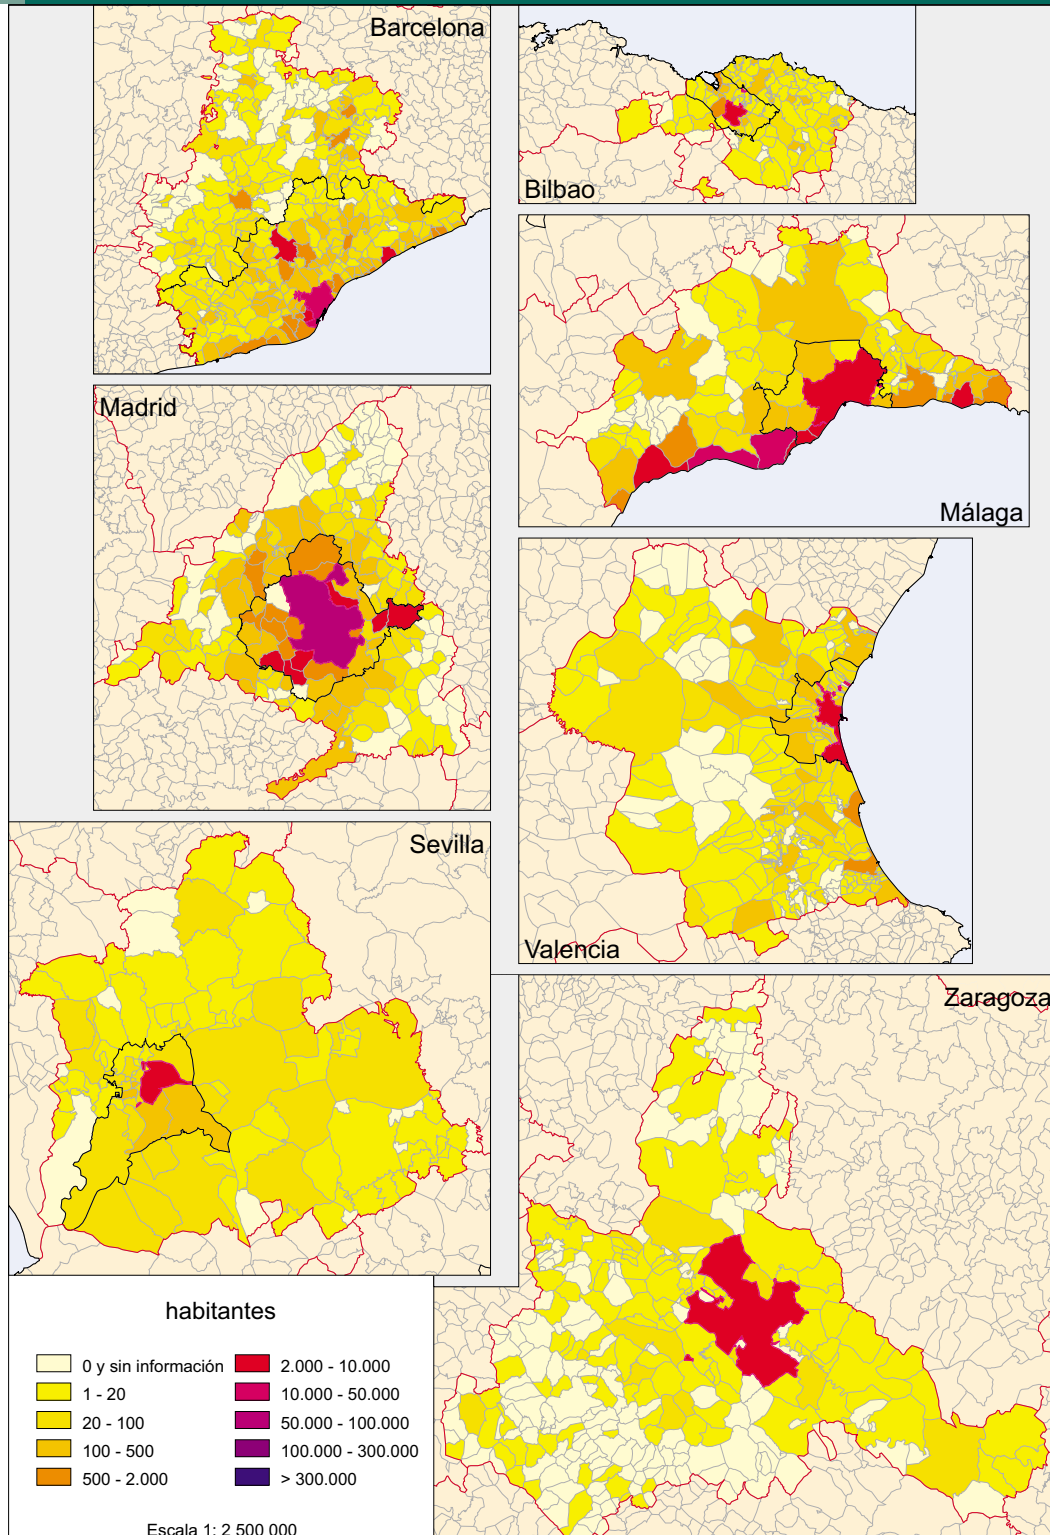 Barcelona
Bilbao
Madrid
Málaga
Sevilla
Valencia
Zaragoza
habitantes
0 y sin información
1 - 20
20 - 100
100 - 500
500 - 2.000
2.000 - 10.000
10.000 - 50.000
50.000 - 100.000
100.000 - 300.000
> 300.000
Escala 1: 2 500 000